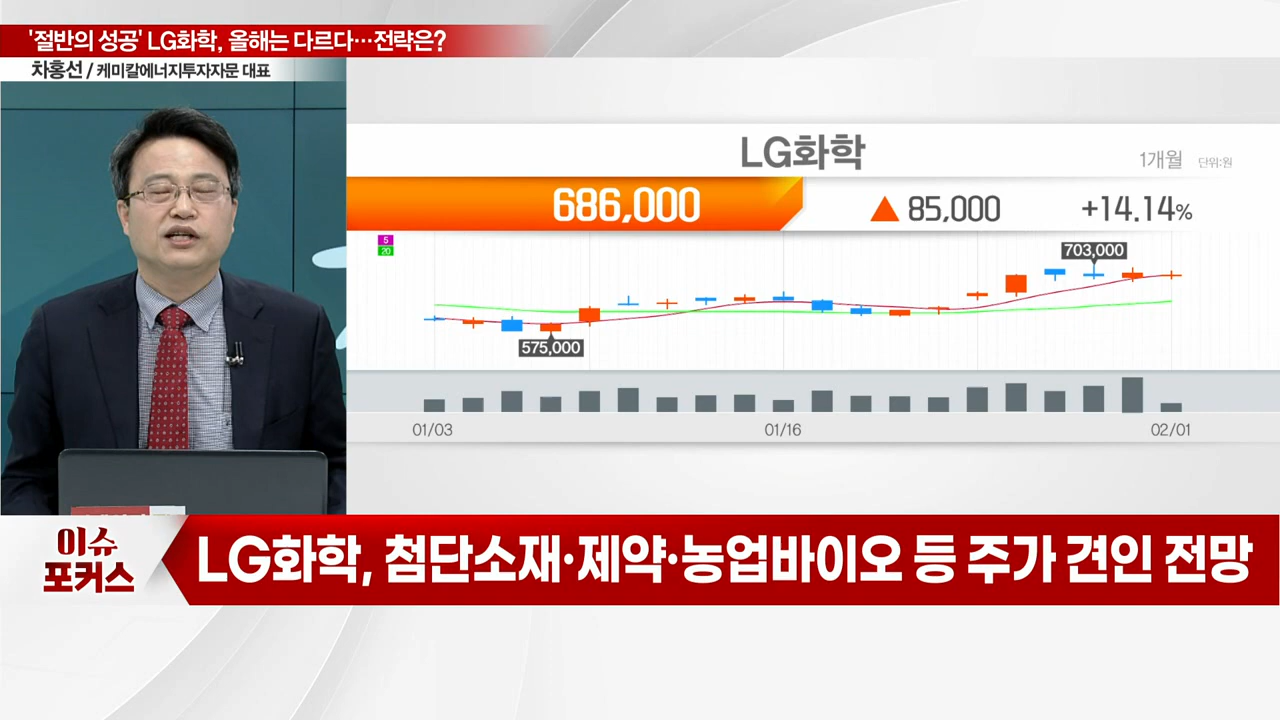 '절반의 성공' LG화학, 올해는 다르다…전략은?
차홍선 / 케미칼에너지투자자문 대표
LG화학
1개월 단위:원
686,000 ▲ 85,000 +14.14%
5
20
703,000
575,000
01/03 01/16 02/01
이슈
포커스
LG화학, 첨단소재·제약·농업바이오 등 주가 견인 전망